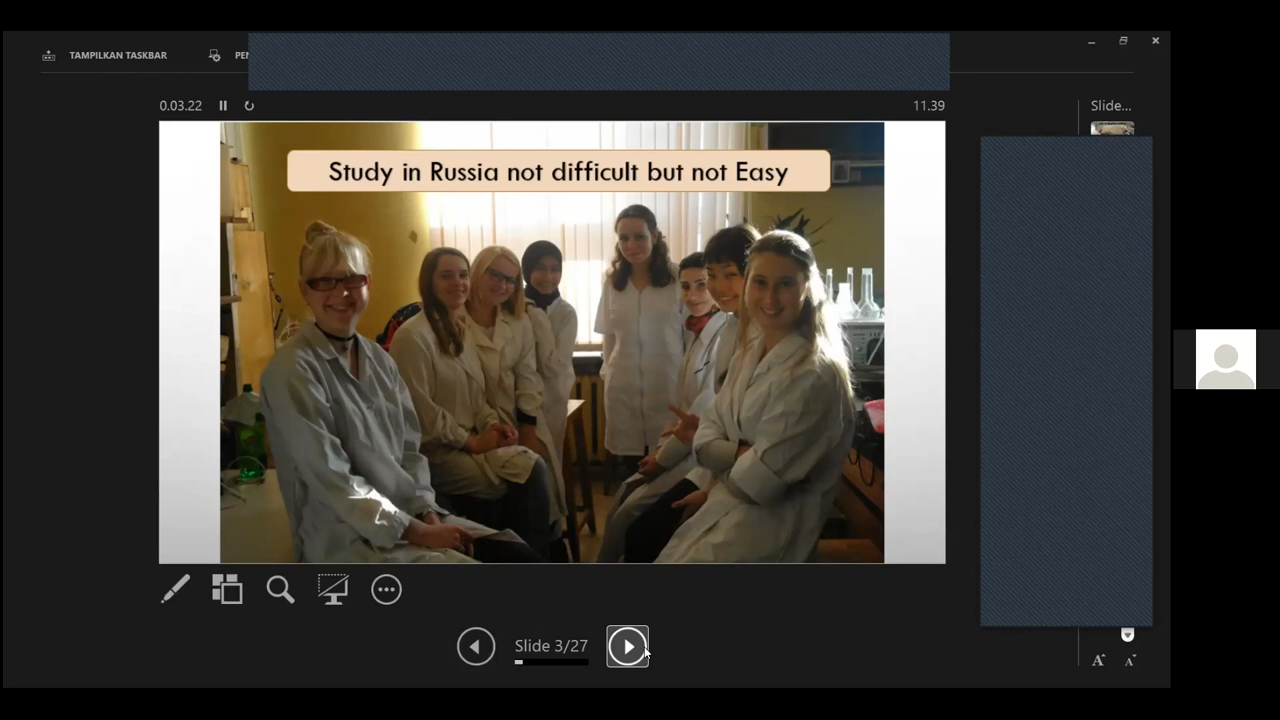 TAMPILKAN TASKBAR
0.03.22
11.39
Slide...
Study in Russia not difficult but not Easy
Slide 3/27
A A